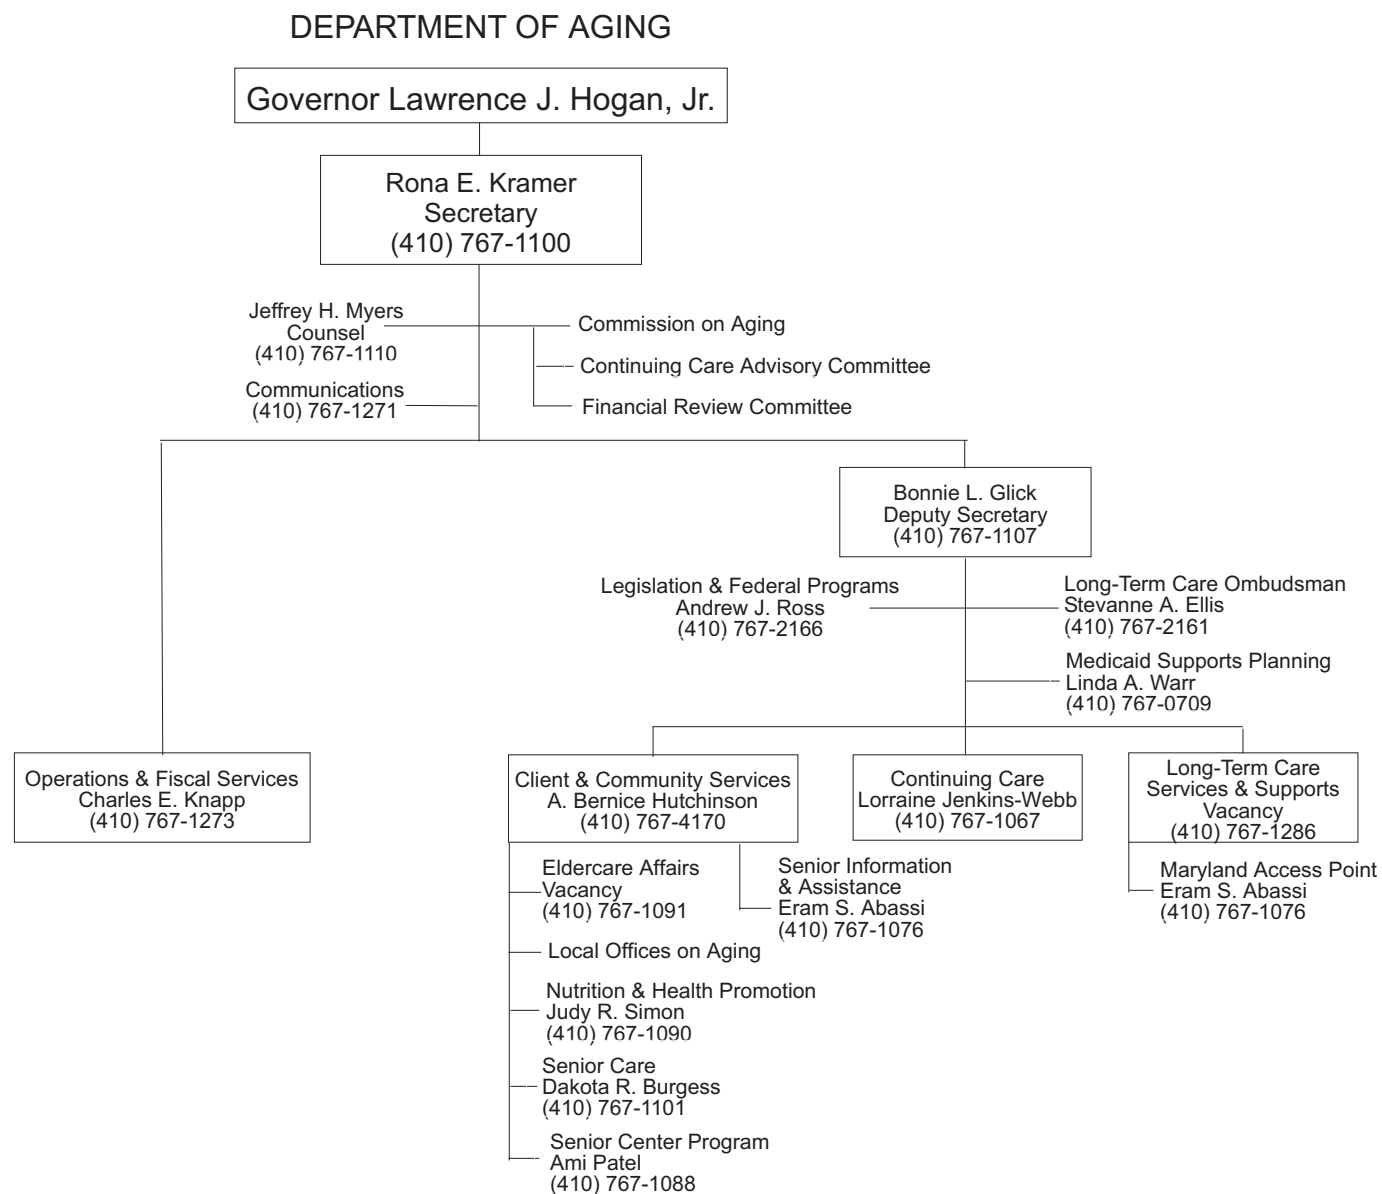 DEPARTMENT OF AGING
Governor Lawrence J. Hogan, Jr.
Rona E. Kramer
Secretary
(410) 767-1100
Jeffrey H. Myers
Counsel
(410) 767-1110
Communications
(410) 767-1271
Commission on Aging
Continuing Care Advisory Committee
Financial Review Committee
Bonnie L. Glick
Deputy Secretary
(410) 767-1107
Legislation & Federal Programs
Andrew J. Ross
(410) 767-2166
Long-Term Care Ombudsman
Stevanne A. Ellis
(410) 767-2161
Medicaid Supports Planning
Linda A. Warr
(410) 767-0709
Operations & Fiscal Services
Charles E. Knapp
(410) 767-1273
Client & Community Services
A. Bernice Hutchinson
(410) 767-4170
Continuing Care
Lorraine Jenkins-Webb
(410) 767-1067
Long-Term Care
Services & Supports
Vacancy
(410) 767-1286
Eldercare Affairs
Vacancy
(410) 767-1091
Local Offices on Aging
Nutrition & Health Promotion
Judy R. Simon
(410) 767-1090
Senior Care
Dakota R. Burgess
(410) 767-1101
Senior Center Program
Ami Patel
(410) 767-1088
Senior Information
& Assistance
Eram S. Abassi
(410) 767-1076
Maryland Access Point
Eram S. Abassi
(410) 767-1076